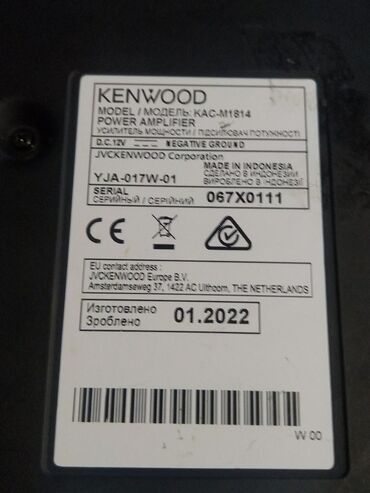 KENWOOD
MODEL / МОДЕЛЬ: KAC-M1814
POWER AMPLIFIER
УСИЛИТЕЛЬ МОЩНОСТИ / ПІДСИЛЮВАЧ ПОТУЖНОСТІ
D.C.12V NEGATIVE GROUND
JVCKENWOOD Corporation
MADE IN INDONESIA
СДЕЛАНО В ИНДОНЕЗИИ
ВИРОБЛЕНО В ІНДОНЕЗІЇ
YJA-017W-01
SERIAL
СЕРИЙНЫЙ / СЕРІЙНИЙ 067X0111
CE
EU contact address :
JVCKENWOOD Europe B.V.
Amsterdamseweg 37, 1422 AC Uithoorn, THE NETHERLANDS
Изготовлено
Зроблено 01.2022
W 00